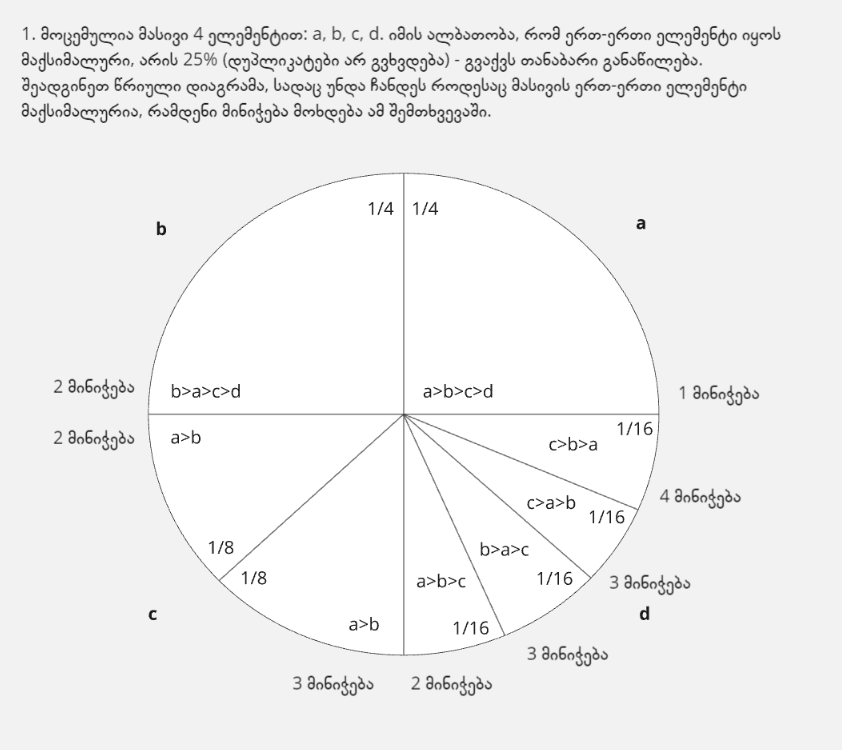 1. მოცემულია მასივი 4 ელემენტით: a, b, c, d. იმის ალბათობა, რომ ერთ-ერთი ელემენტი იყოს
მაქსიმალური, არის 25% (დუპლიკატები არ გვხვდება) - გვაქვს თანაბარი განაწილება.
შეადგინეთ წრიული დიაგრამა, სადაც უნდა ჩანდეს როდესაც მასივის ერთ-ერთი ელემენტი
მაქსიმალურია, რამდენი მინიჭება მოხდება ამ შემთხვევაში.
1/4 1/4
b a
2 მინიჭება b>a>c>d a>b>c>d 1 მინიჭება
2 მინიჭება a>b 1/16
c>b>a
c>a>b 4 მინიჭება
1/16
1/8 b>a>c
1/8 a>b>c 1/16 3 მინიჭება
c d
a>b 1/16
3 მინიჭება
3 მინიჭება 2 მინიჭება